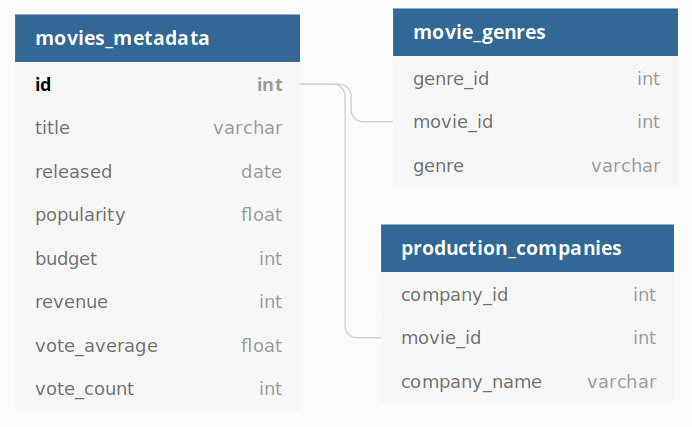 movies_metadata
id int
title varchar
released date
popularity float
budget int
revenue int
vote_average float
vote_count int
movie_genres
genre_id int
movie_id int
genre varchar
production_companies
company_id int
movie_id int
company_name varchar